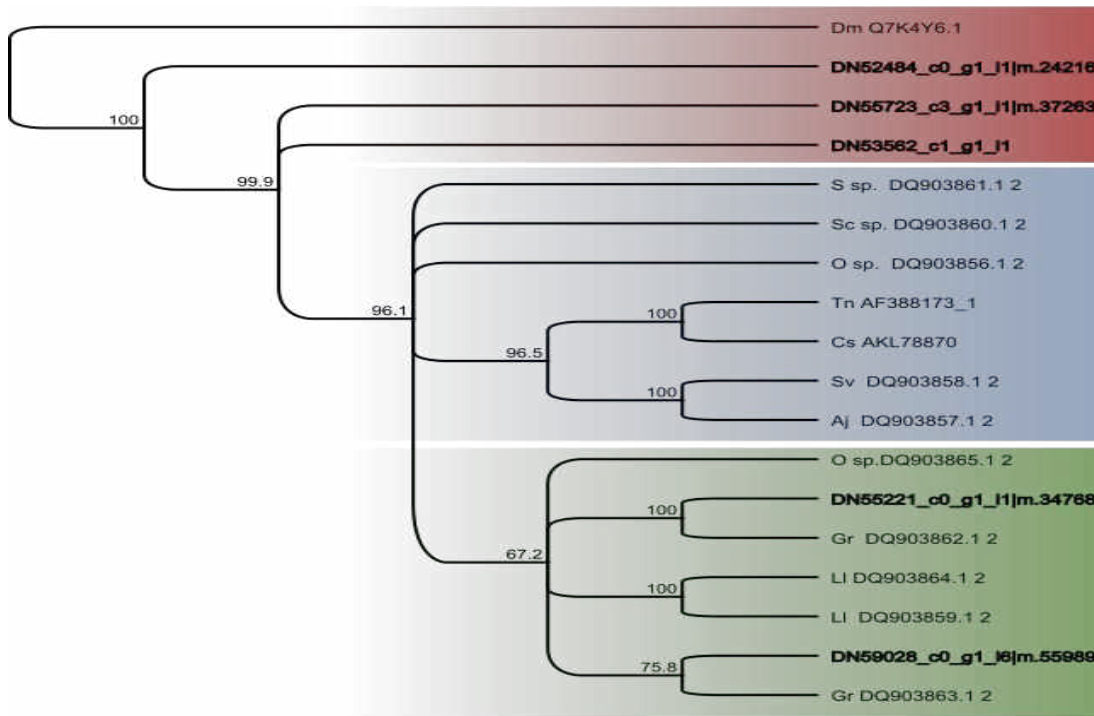 Dm Q7K4Y6.1
DN52484_c0_g1_i1|m.24216
100
DN55723_c3_g1_i1|m.37263
DN53562_c1_g1_i1
99.9
S sp. DQ903861.1 2
Sc sp. DQ903860.1 2
O sp. DQ903856.1 2
Tn AF388173_1
100
96.1
Cs AKL78870
96.5
Sv DQ903858.1 2
100
Aj DQ903857.1 2
O sp.DQ903865.1 2
DN55221_c0_g1_i1|m.34768
100
Gr DQ903862.1 2
67.2
Ll DQ903864.1 2
100
Ll DQ903859.1 2
DN59028_c0_g1_i6|m.55989
75.8
Gr DQ903863.1 2